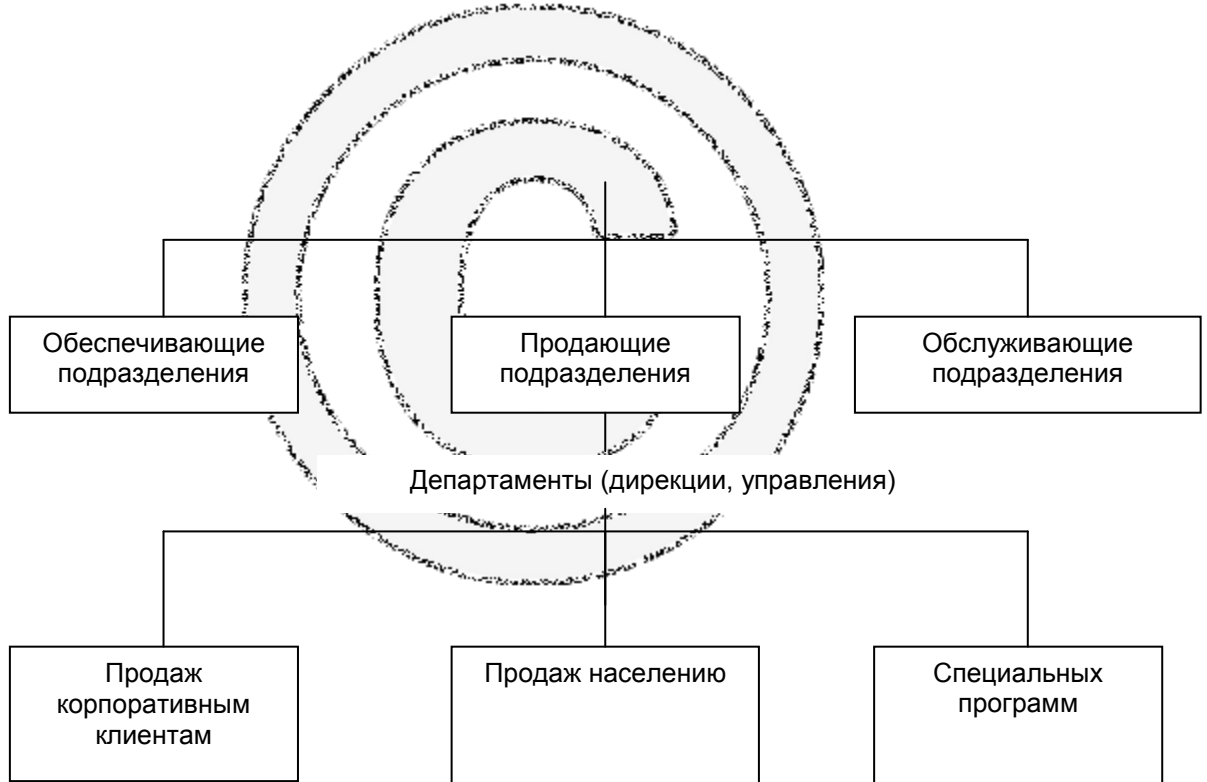 Обеспечивающие
подразделения
Продающие
подразделения
Обслуживающие
подразделения
Департаменты (дирекции, управления)
Продаж
корпоративным
клиентам
Продаж населению
Специальных
программ